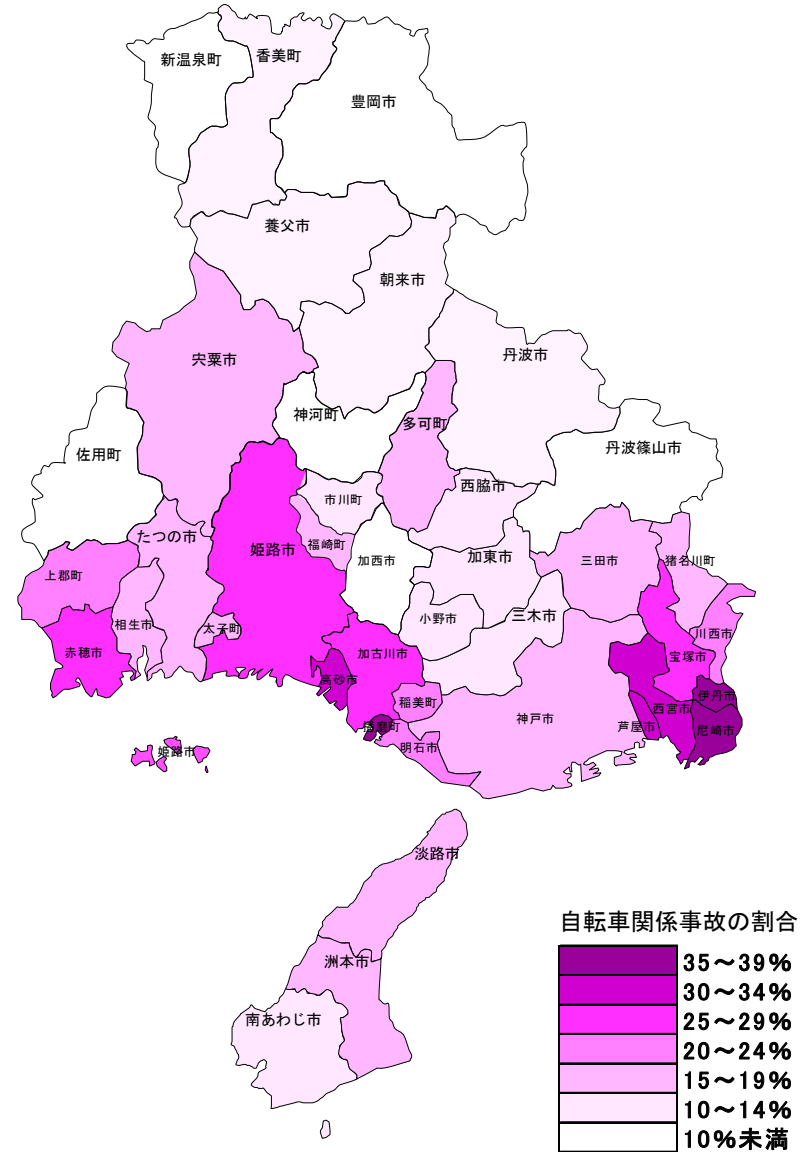 新温泉町
香美町
豊岡市
養父市
朝来市
宍粟市
丹波市
神河町
多可町
佐用町
丹波篠山市
西脇市
市川町
たつの市
福崎町
姫路市
加西市
加東市
三田市
猪名川町
上郡町
相生市
太子町
小野市
三木市
川西市
赤穂市
加古川市
宝塚市
高砂市
稲美町
伊丹市
播磨町
神戸市
芦屋市
西宮市
尼崎市
明石市
姫路市
淡路市
洲本市
南あわじ市
自転車関係事故の割合
35～39%
30～34%
25～29%
20～24%
15～19%
10～14%
10%未満